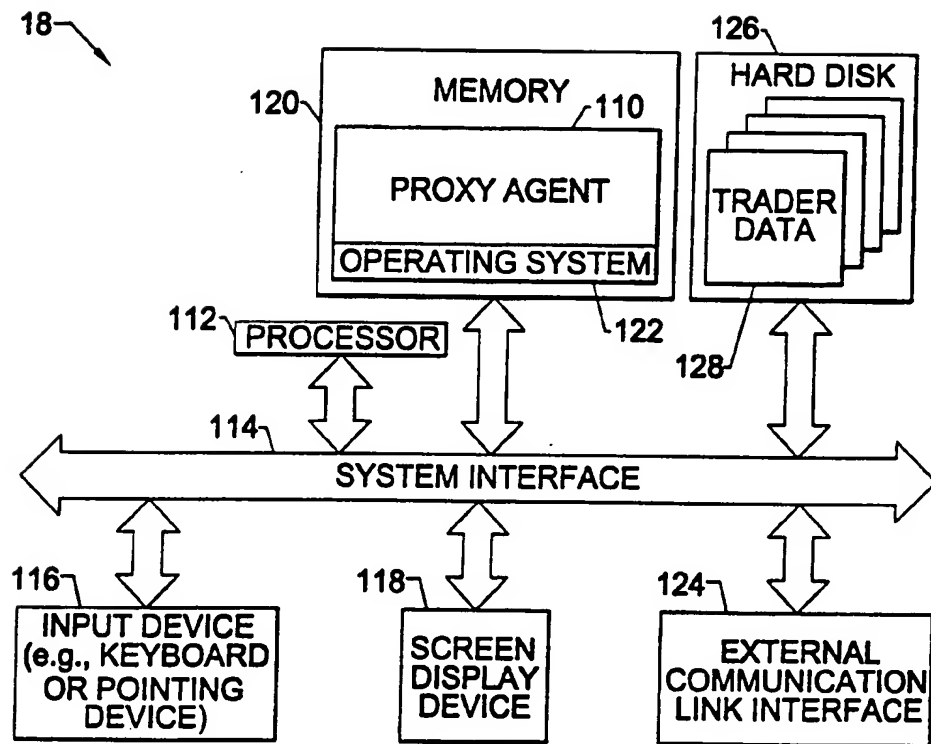 18
126
HARD DISK
MEMORY
120
110
PROXY AGENT
TRADER
DATA
OPERATING SYSTEM
112
122
PROCESSOR
128
114
SYSTEM INTERFACE
116
118
124
INPUT DEVICE
(e.g., KEYBOARD
OR POINTING
DEVICE)
SCREEN
DISPLAY
DEVICE
EXTERNAL
COMMUNICATION
LINK INTERFACE